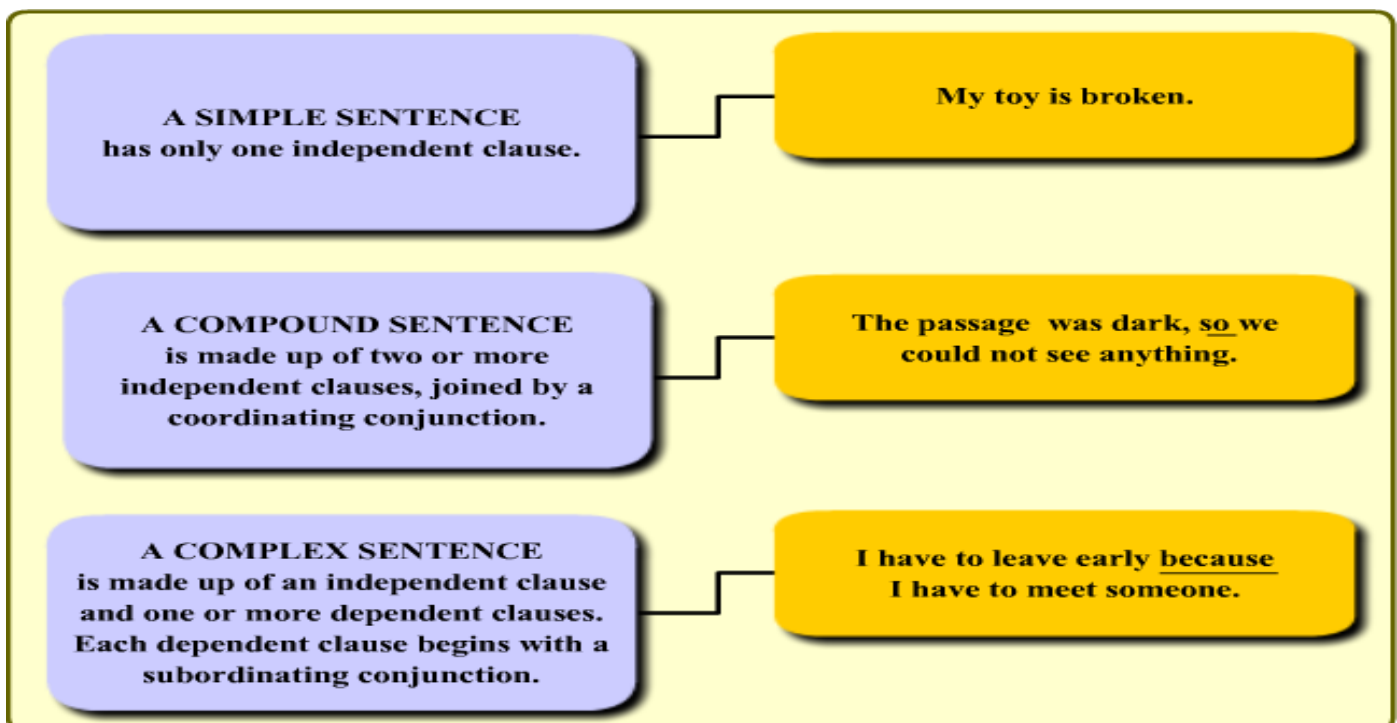 A SIMPLE SENTENCE
has only one independent clause.
My toy is broken.
A COMPOUND SENTENCE
is made up of two or more
independent clauses, joined by a
coordinating conjunction.
The passage was dark, so we
could not see anything.
A COMPLEX SENTENCE
is made up of an independent clause
and one or more dependent clauses.
Each dependent clause begins with a
subordinating conjunction.
I have to leave early because
I have to meet someone.